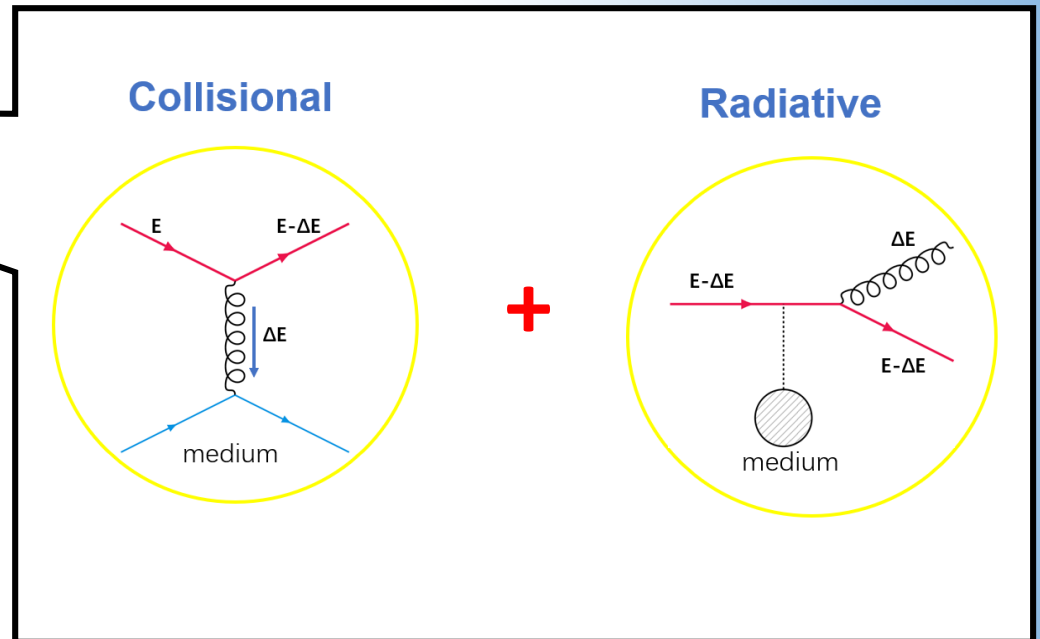 Collisional
E
E-ΔE
ΔE
medium
+
Radiative
ΔE
E-ΔE
E-ΔE
medium